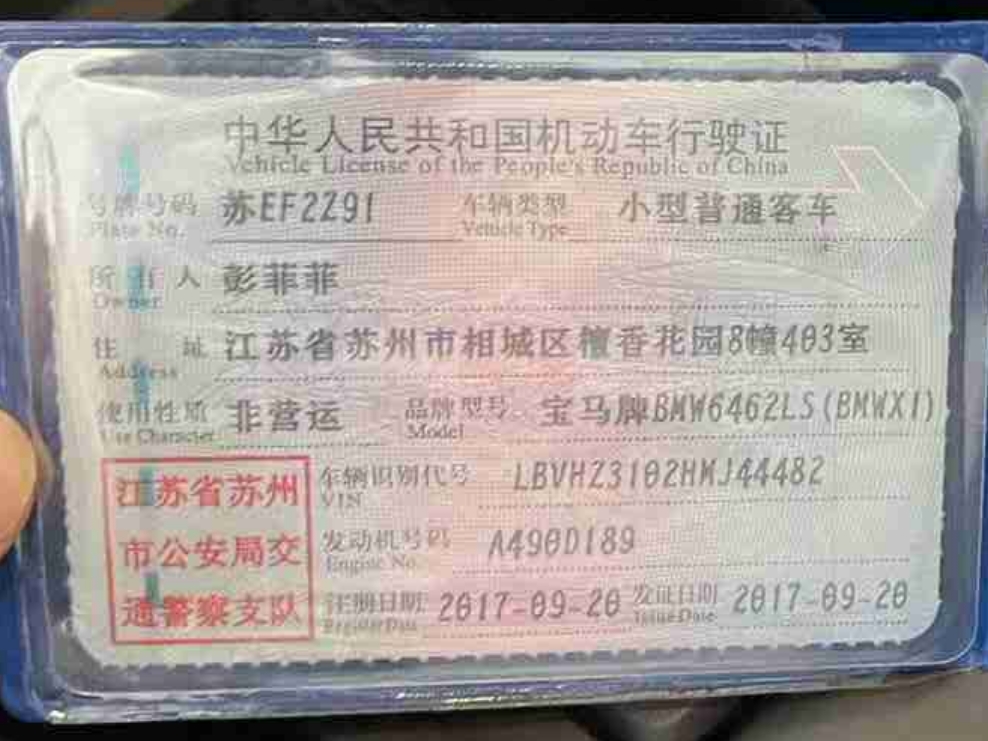 中华人民共和国机动车行驶证
Vehicle License of the People's Republic of China
号牌号码 苏EF2Z91 车辆类型 小型普通客车
Plate No. Vehicle Type
所有人 彭菲菲
Owner
住址 江苏省苏州市相城区檀香花园8幢403室
Address
使用性质 非营运 品牌型号 宝马牌BMW6462LS(BMWX1)
Use Character Model
江苏省苏州 车辆识别代号 LBVHZ3102HMJ44482
VIN
市公安局交 发动机号码 A490D189
Engine No.
通警察支队 注册日期 2017-09-20 发证日期 2017-09-20
Register Date Issue Date